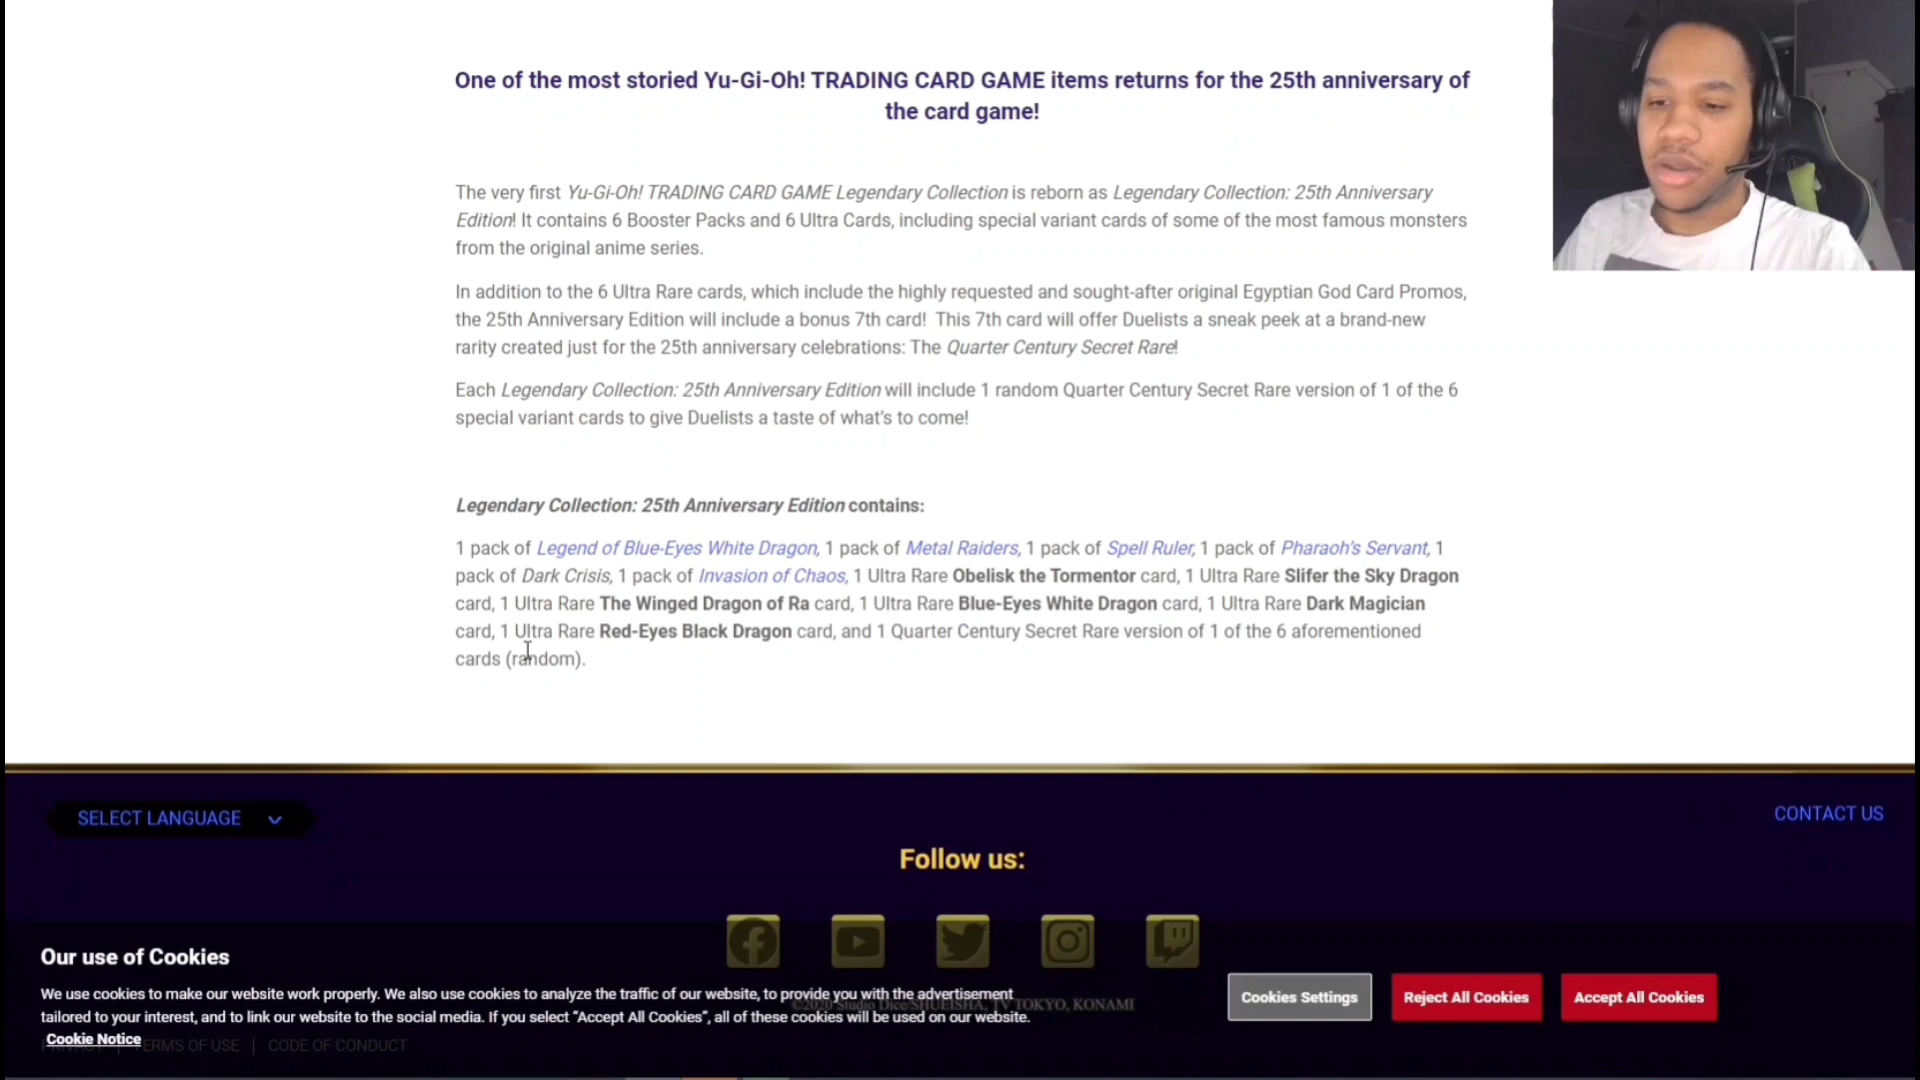 One of the most storied Yu-Gi-Oh! TRADING CARD GAME items returns for the 25th anniversary of
the card game!
The very first Yu-Gi-Oh! TRADING CARD GAME Legendary Collection is reborn as Legendary Collection: 25th Anniversary
Edition! It contains 6 Booster Packs and 6 Ultra Cards, including special variant cards of some of the most famous monsters
from the original anime series.
In addition to the 6 Ultra Rare cards, which include the highly requested and sought-after original Egyptian God Card Promos,
the 25th Anniversary Edition will include a bonus 7th card! This 7th card will offer Duelists a sneak peek at a brand-new
rarity created just for the 25th anniversary celebrations: The Quarter Century Secret Rare!
Each Legendary Collection: 25th Anniversary Edition will include 1 random Quarter Century Secret Rare version of 1 of the 6
special variant cards to give Duelists a taste of what's to come!
Legendary Collection: 25th Anniversary Edition contains:
1 pack of Legend of Blue-Eyes White Dragon, 1 pack of Metal Raiders, 1 pack of Spell Ruler, 1 pack of Pharaoh's Servant, 1
pack of Dark Crisis, 1 pack of Invasion of Chaos, 1 Ultra Rare Obelisk the Tormentor card, 1 Ultra Rare Slifer the Sky Dragon
card, 1 Ultra Rare The Winged Dragon of Ra card, 1 Ultra Rare Blue-Eyes White Dragon card, 1 Ultra Rare Dark Magician
card, 1 Ultra Rare Red-Eyes Black Dragon card, and 1 Quarter Century Secret Rare version of 1 of the 6 aforementioned
cards (random).
SELECT LANGUAGE
CONTACT US
Follow us:
Our use of Cookies
We use cookies to make our website work properly. We also use cookies to analyze the traffic of our website, to provide you with the advertisement
tailored to your interest, and to link our website to the social media. If you select "Accept All Cookies", all of these cookies will be used on our website.
Cookie Notice
Cookies Settings
Reject All Cookies
Accept All Cookies
Studio Dice/SHUEISHA, TV TOKYO, KONAMI
TERMS OF USE | CODE OF CONDUCT